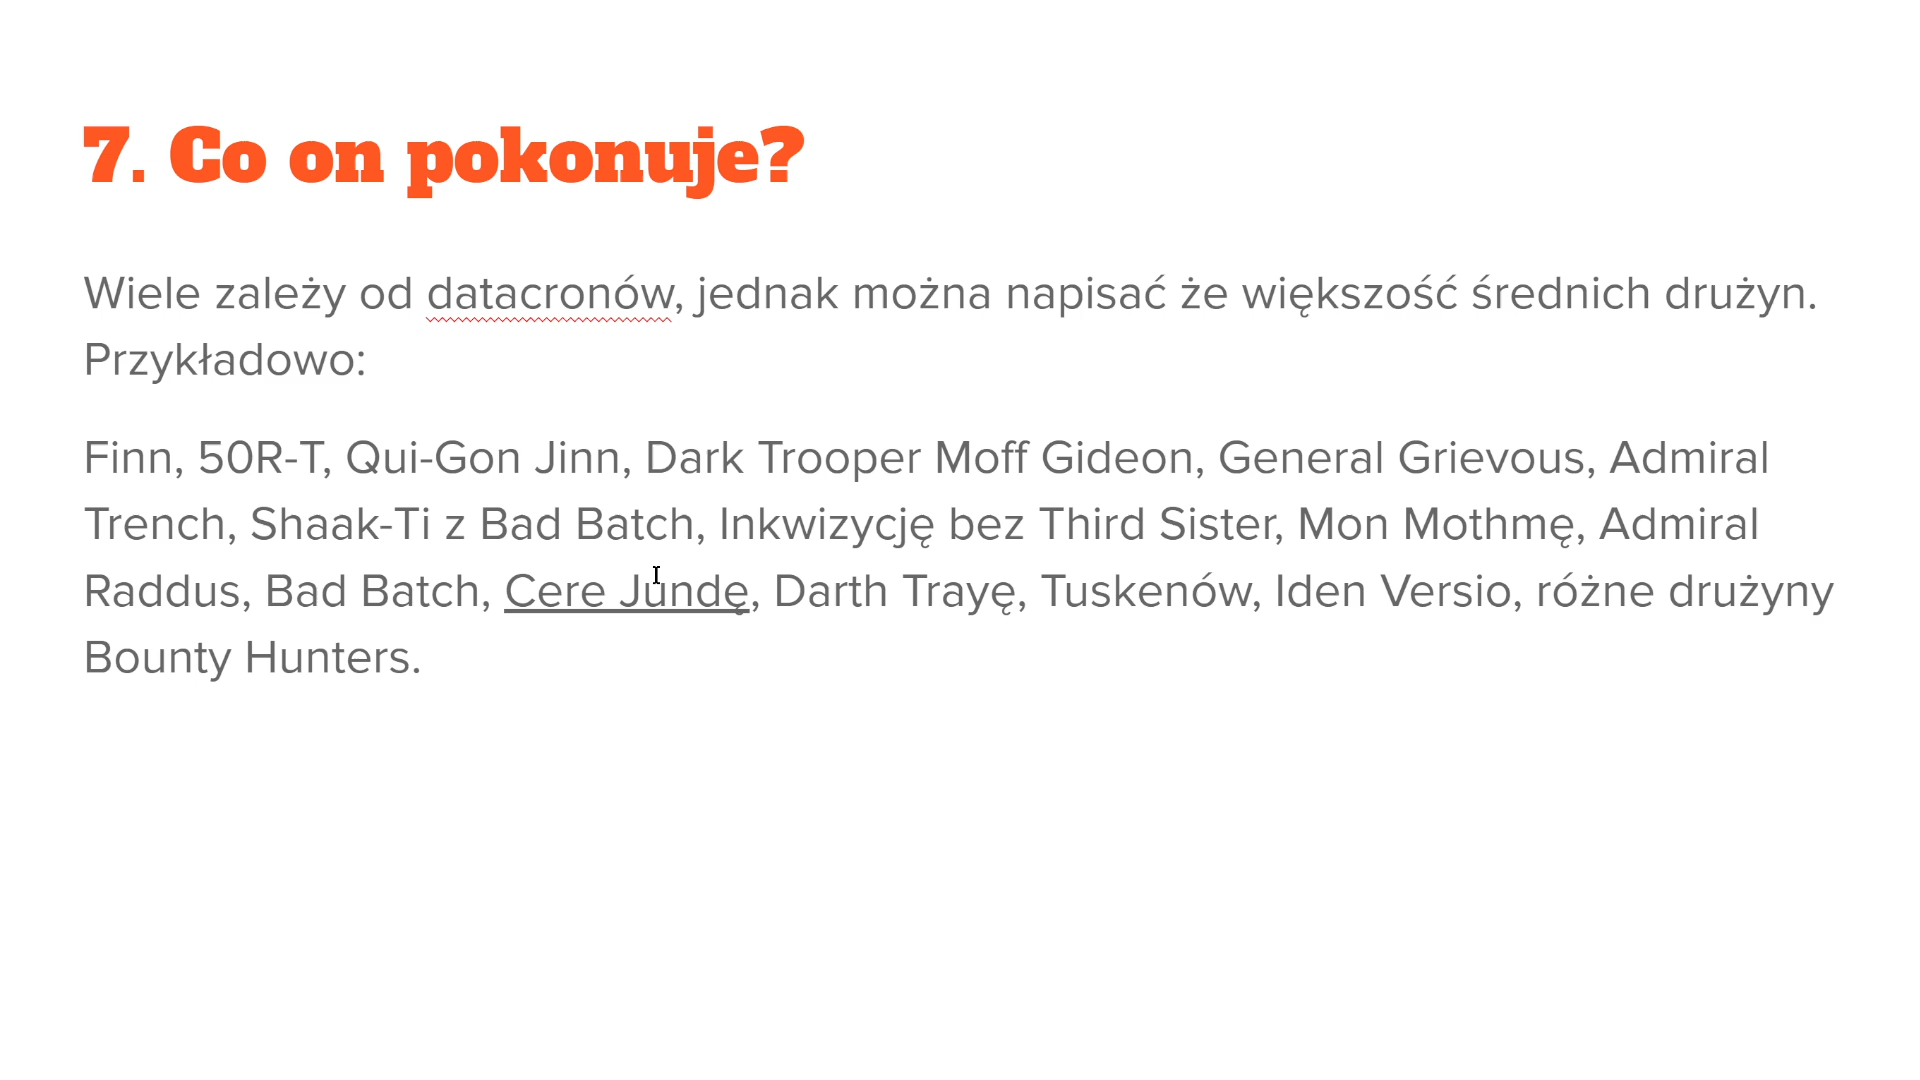 7. Co on pokonuje?
Wiele zależy od datacronów, jednak można napisać że większość średnich drużyn.
Przykładowo:
Finn, 50R-T, Qui-Gon Jinn, Dark Trooper Moff Gideon, General Grievous, Admiral
Trench, Shaak-Ti z Bad Batch, Inkwizycję bez Third Sister, Mon Mothmę, Admiral
Raddus, Bad Batch, Cere Jundę, Darth Trayę, Tuskenów, Iden Versio, różne drużyny
Bounty Hunters.